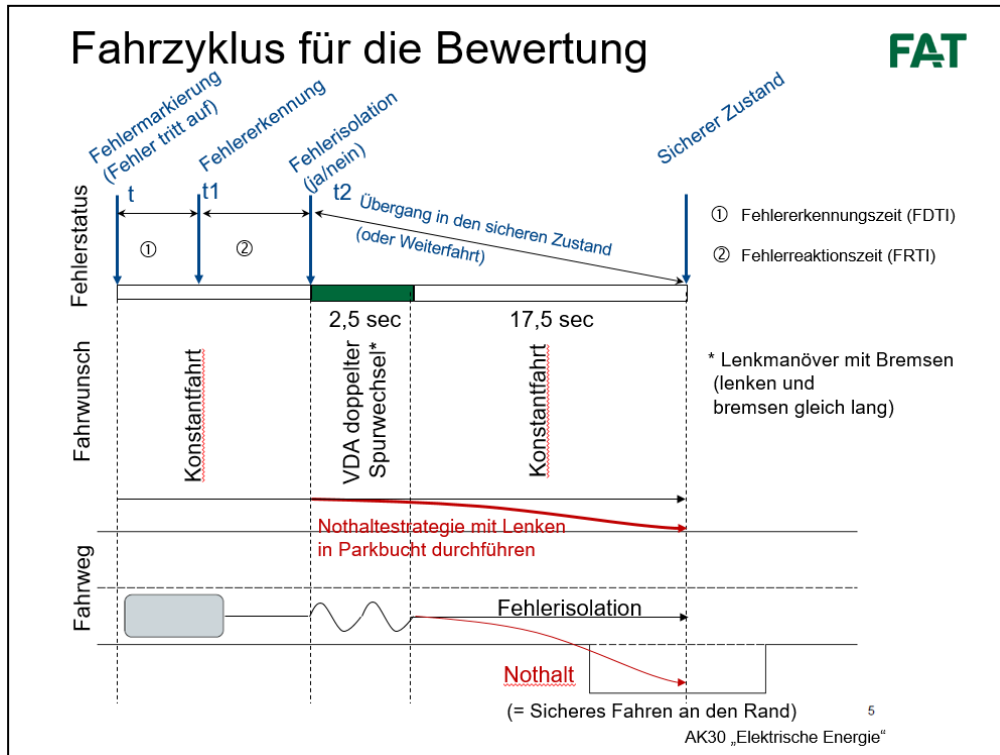 Fahrzyklus für die Bewertung
FAT
Fehlermarkierung
(Fehler tritt auf)
Fehlererkennung
Fehlerisolation
(ja/nein)
Sicherer Zustand
Fehlerstatus
t
t1
t2
Übergang in den sicheren Zustand
(oder Weiterfahrt)
①
②
① Fehlererkennungszeit (FDTI)
② Fehlerreaktionszeit (FRTI)
2,5 sec
17,5 sec
Fahrwunsch
Konstantfahrt
VDA doppelter
Spurwechsel*
Konstantfahrt
* Lenkmanöver mit Bremsen
(lenken und
bremsen gleich lang)
Nothaltestrategie mit Lenken
in Parkbucht durchführen
Fahrweg
Fehlerisolation
Nothalt
(= Sicheres Fahren an den Rand)
5
AK30 „Elektrische Energie“